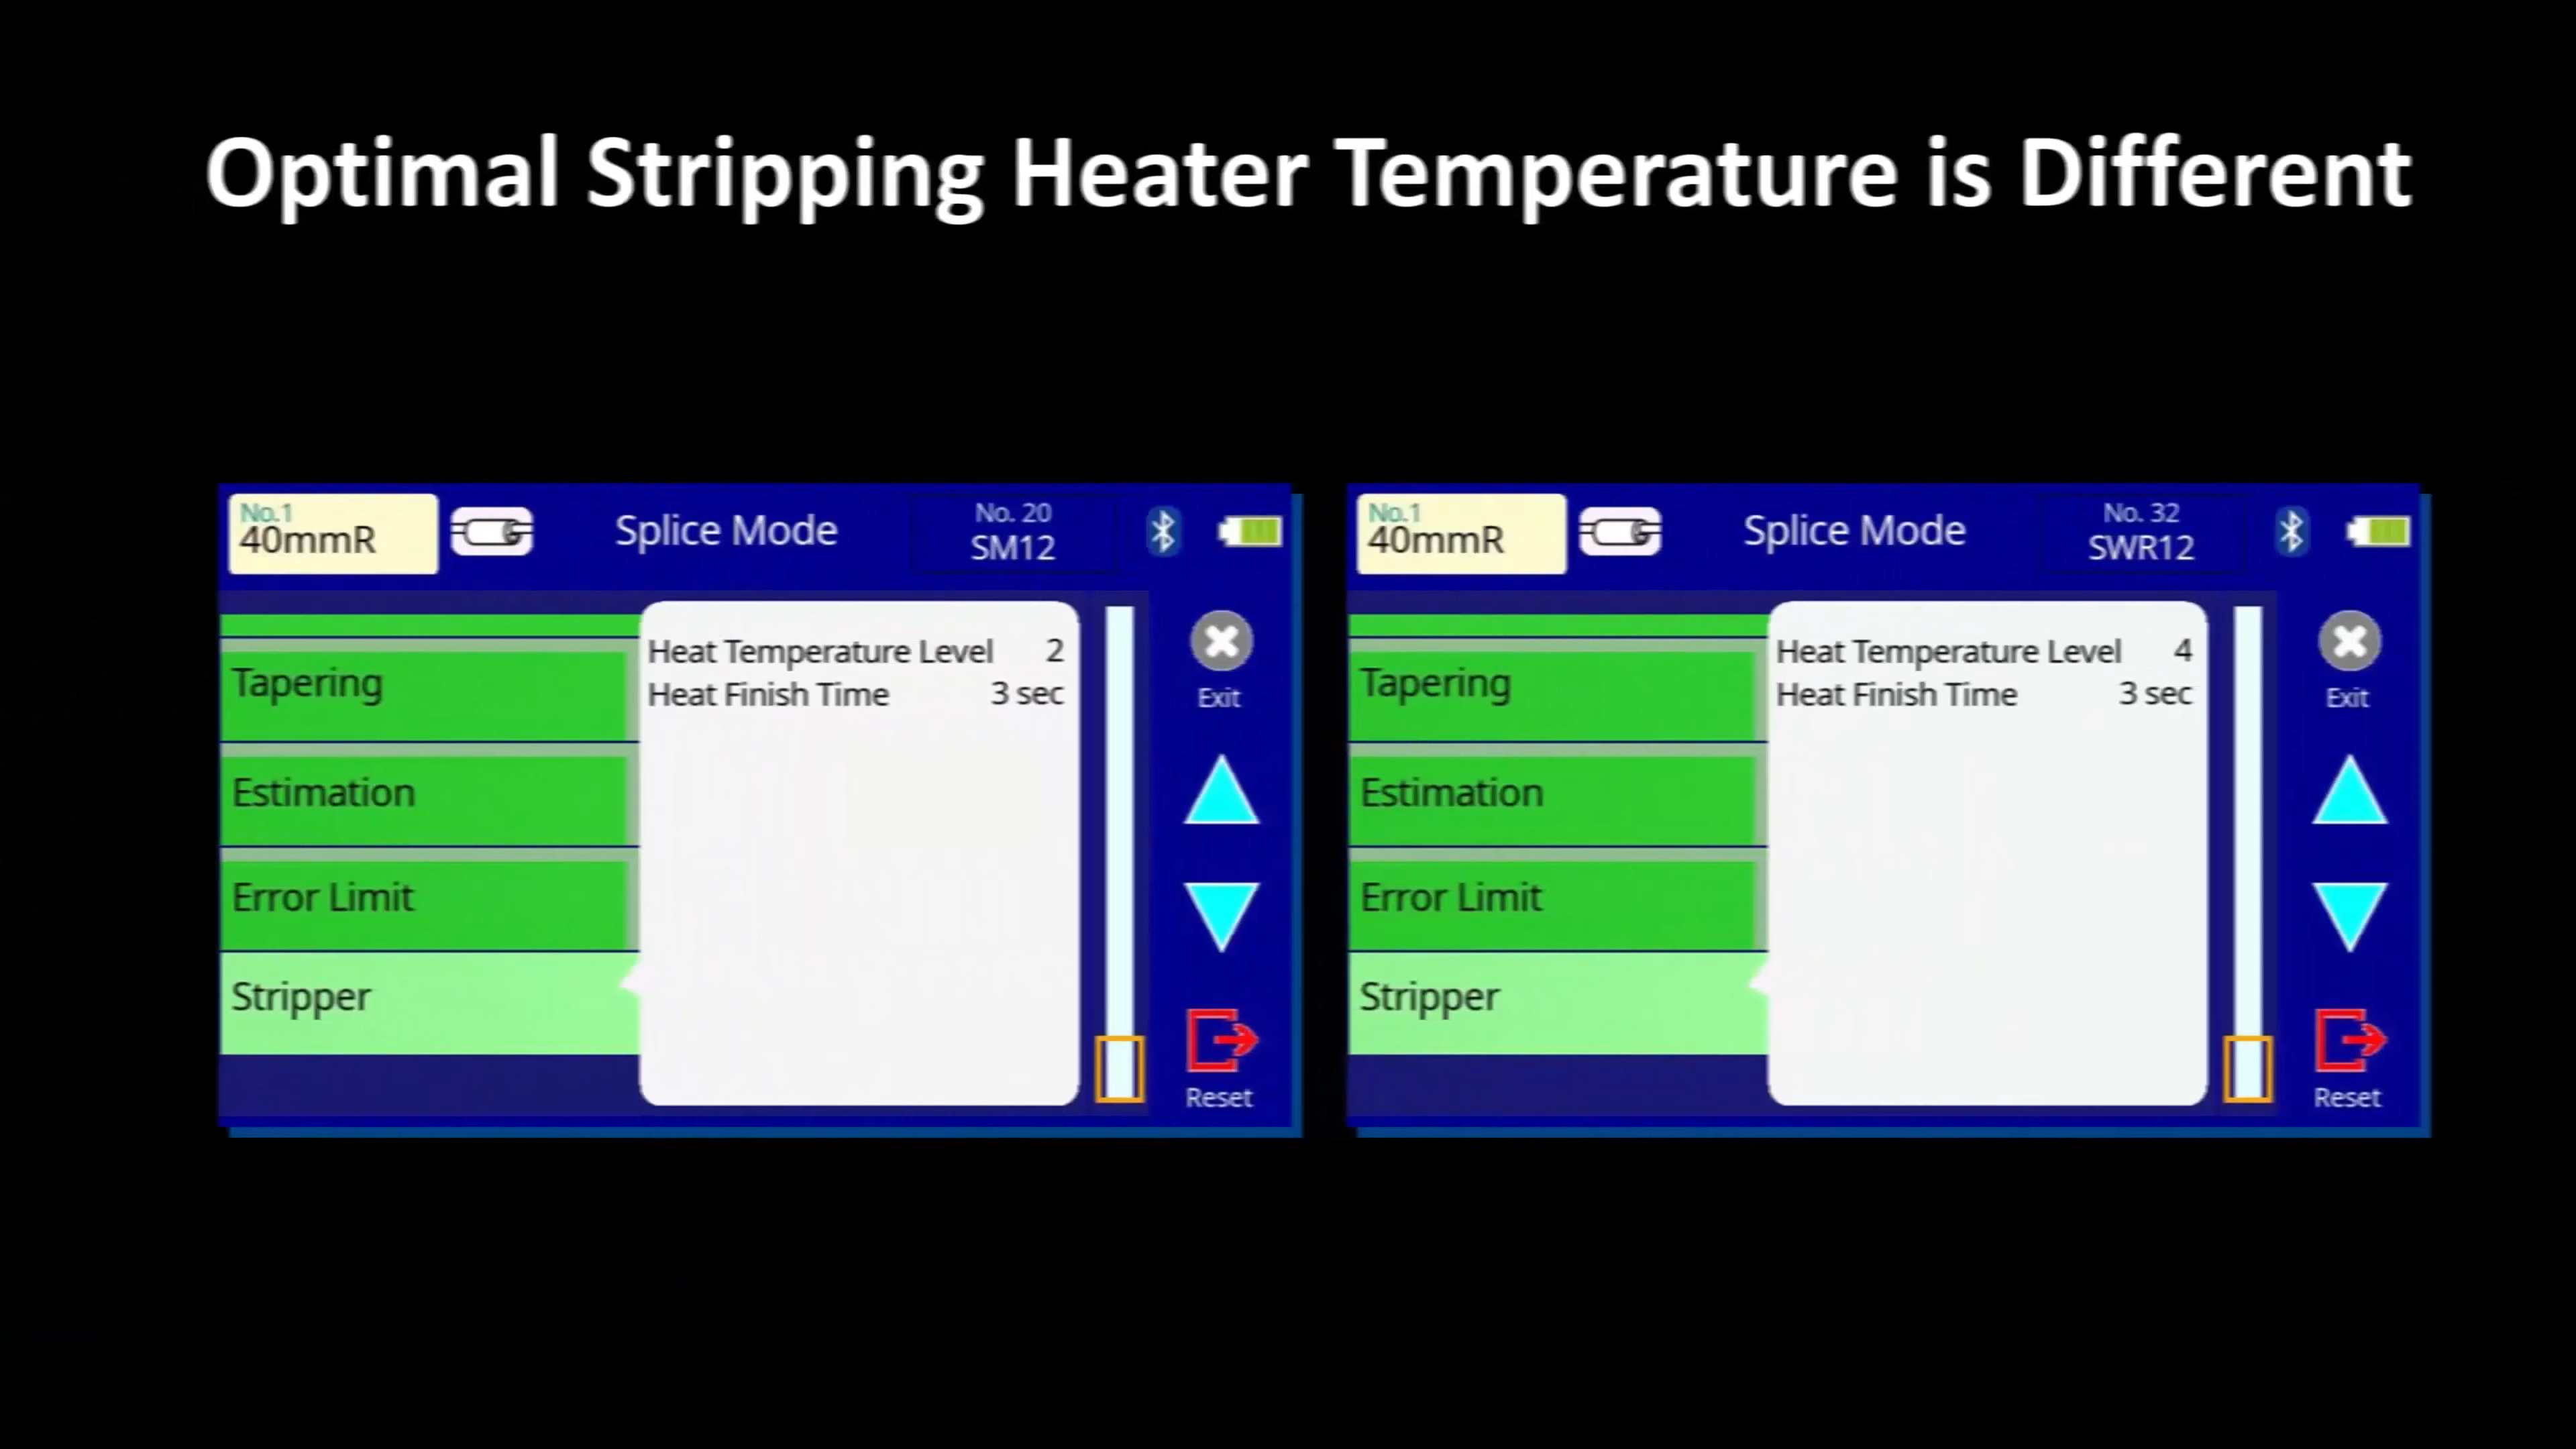 Optimal Stripping Heater Temperature is Different
No.1
40mmR
Splice Mode
No. 20
SM12
Heat Temperature Level 2
Heat Finish Time 3 sec
Tapering
Estimation
Error Limit
Stripper
Exit
Reset
No.1
40mmR
Splice Mode
No. 32
SWR12
Heat Temperature Level 4
Heat Finish Time 3 sec
Tapering
Estimation
Error Limit
Stripper
Exit
Reset